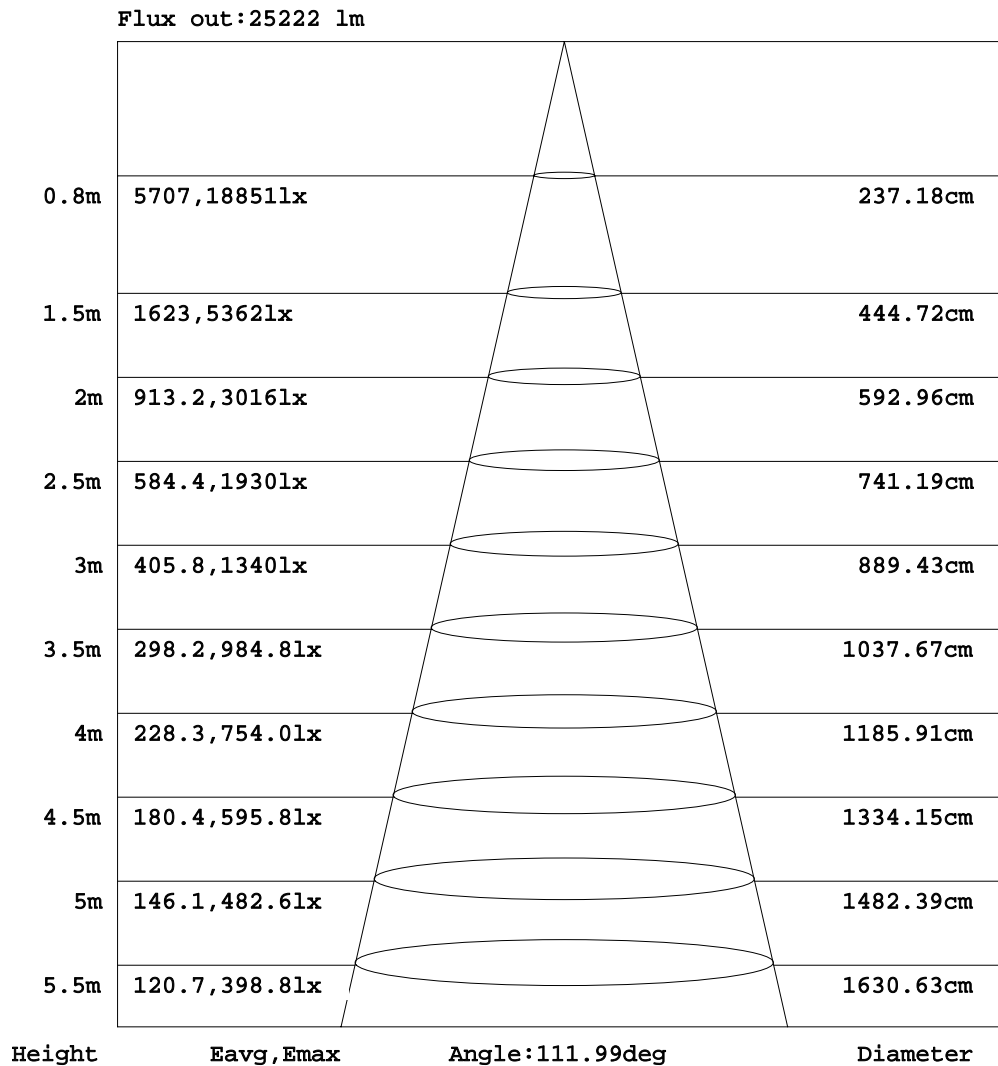 Flux out:25222 lm
0.8m 5707,18851lx 237.18cm
1.5m 1623,5362lx 444.72cm
2m 913.2,3016lx 592.96cm
2.5m 584.4,1930lx 741.19cm
3m 405.8,1340lx 889.43cm
3.5m 298.2,984.8lx 1037.67cm
4m 228.3,754.0lx 1185.91cm
4.5m 180.4,595.8lx 1334.15cm
5m 146.1,482.6lx 1482.39cm
5.5m 120.7,398.8lx 1630.63cm
Height Eavg,Emax Angle:111.99deg Diameter